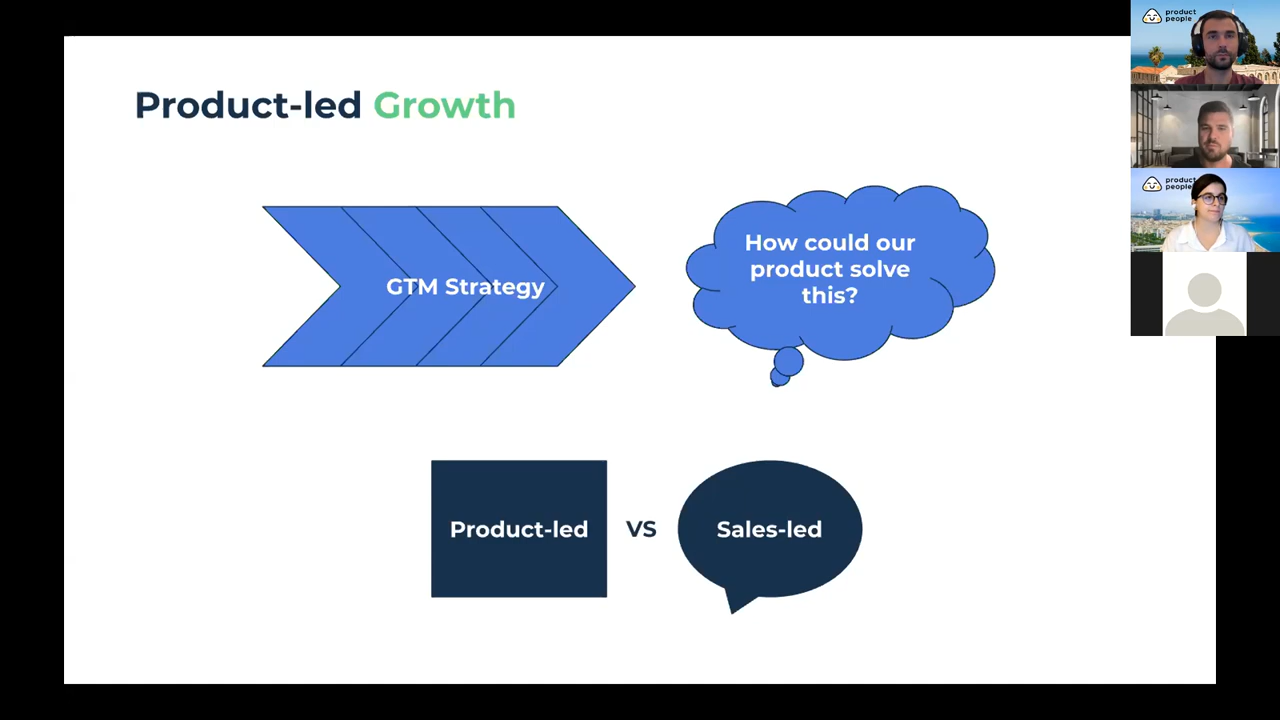 Product-led Growth
GTM Strategy
How could our
product solve
this?
Product-led
VS
Sales-led
product
people
product
people